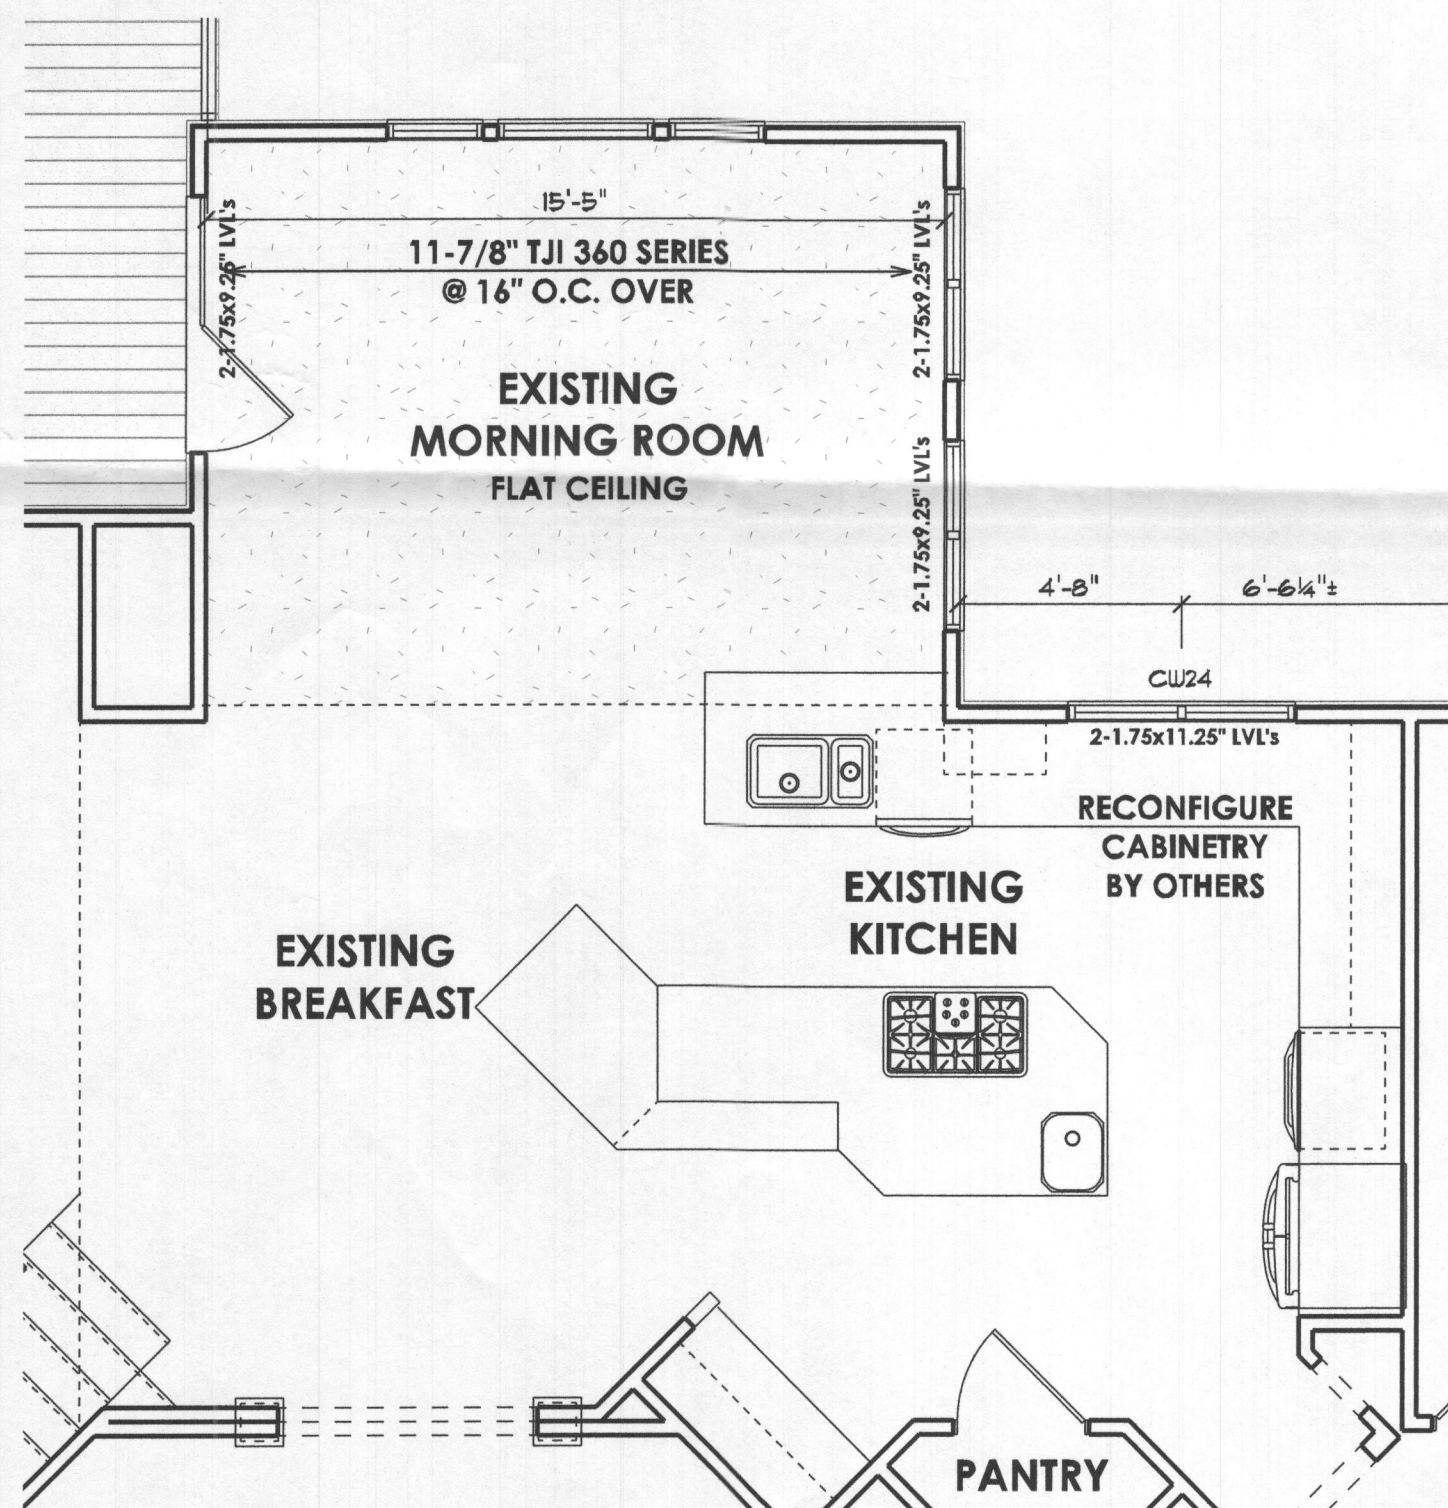 15'-5"
11-7/8" TJI 360 SERIES
@ 16" O.C. OVER
2-1.75x9.25" LVL's
2-1.75x9.25" LVL's
EXISTING
MORNING ROOM
FLAT CEILING
2-1.75x9.25" LVL's
4'-8"
6'-6¼"±
CW24
2-1.75x11.25" LVL's
RECONFIGURE
CABINETRY
BY OTHERS
EXISTING
KITCHEN
EXISTING
BREAKFAST
PANTRY